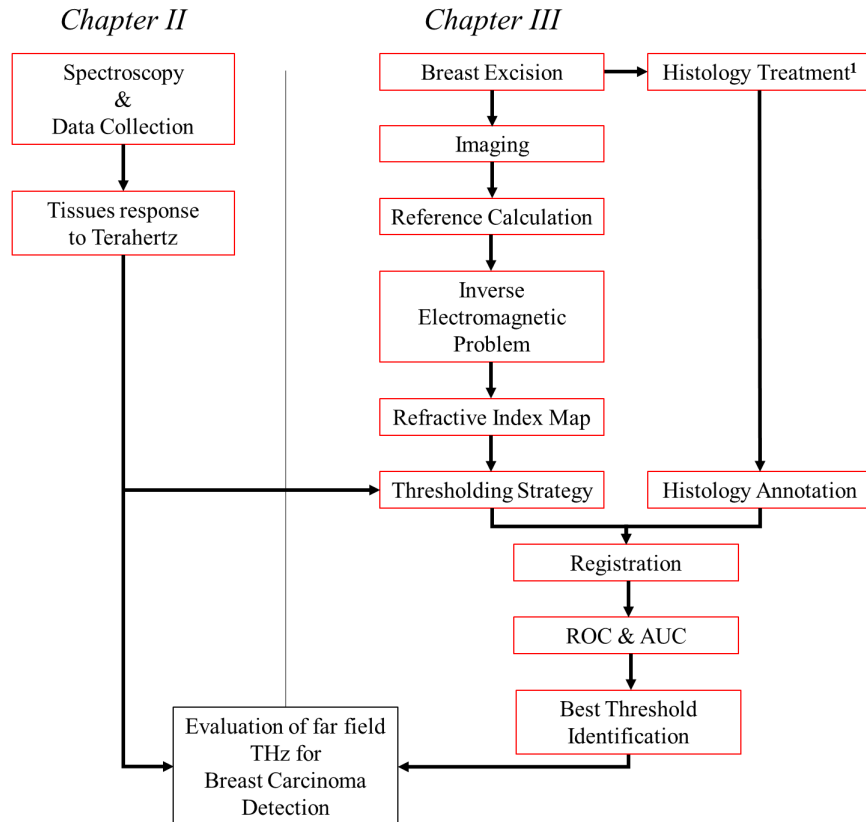 Chapter II
Chapter III
Spectroscopy
&
Data Collection
Tissues response
to Terahertz
Breast Excision
Histology Treatment¹
Imaging
Reference Calculation
Inverse
Electromagnetic
Problem
Refractive Index Map
Thresholding Strategy
Histology Annotation
Registration
ROC & AUC
Best Threshold
Identification
Evaluation of far field
THz for
Breast Carcinoma
Detection